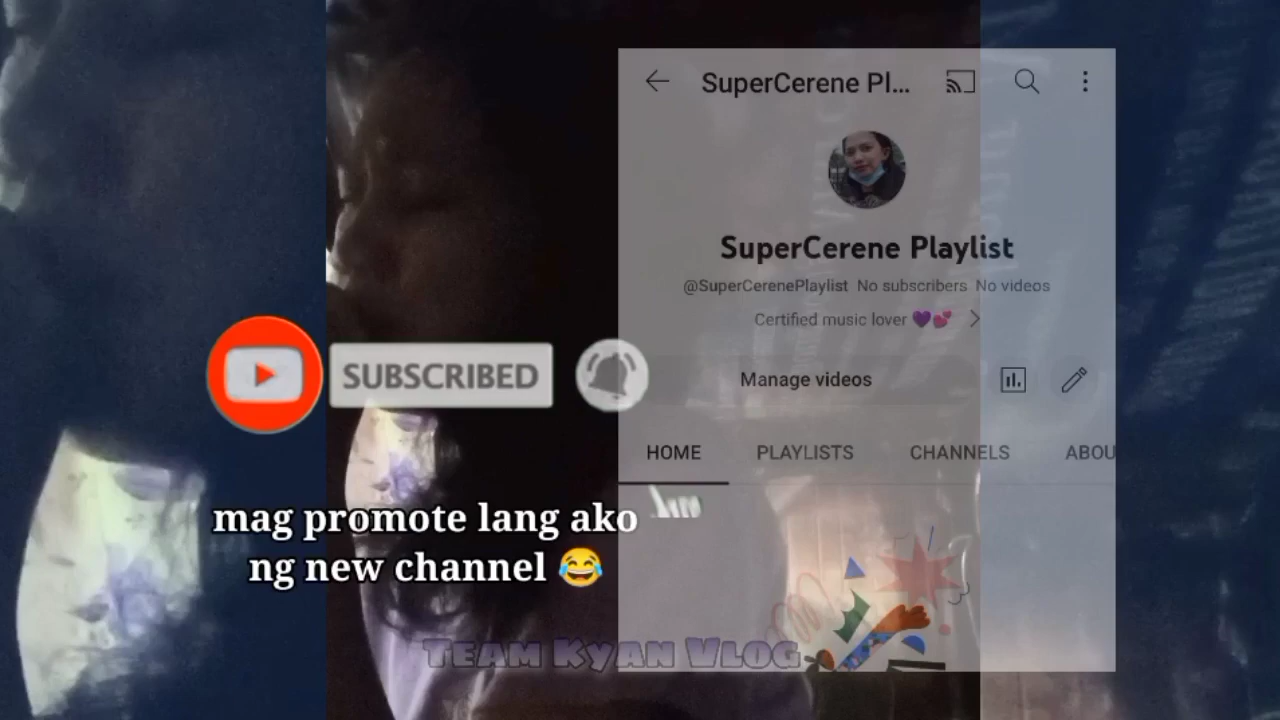 SuperCerene Pl...
SuperCerene Playlist
@SuperCerenePlaylist No subscribers No videos
Certified music lover 💜💕
Manage videos
HOME PLAYLISTS CHANNELS ABOU
SUBSCRIBED
mag promote lang ako
ng new channel 😂
Team Kyan Vlog